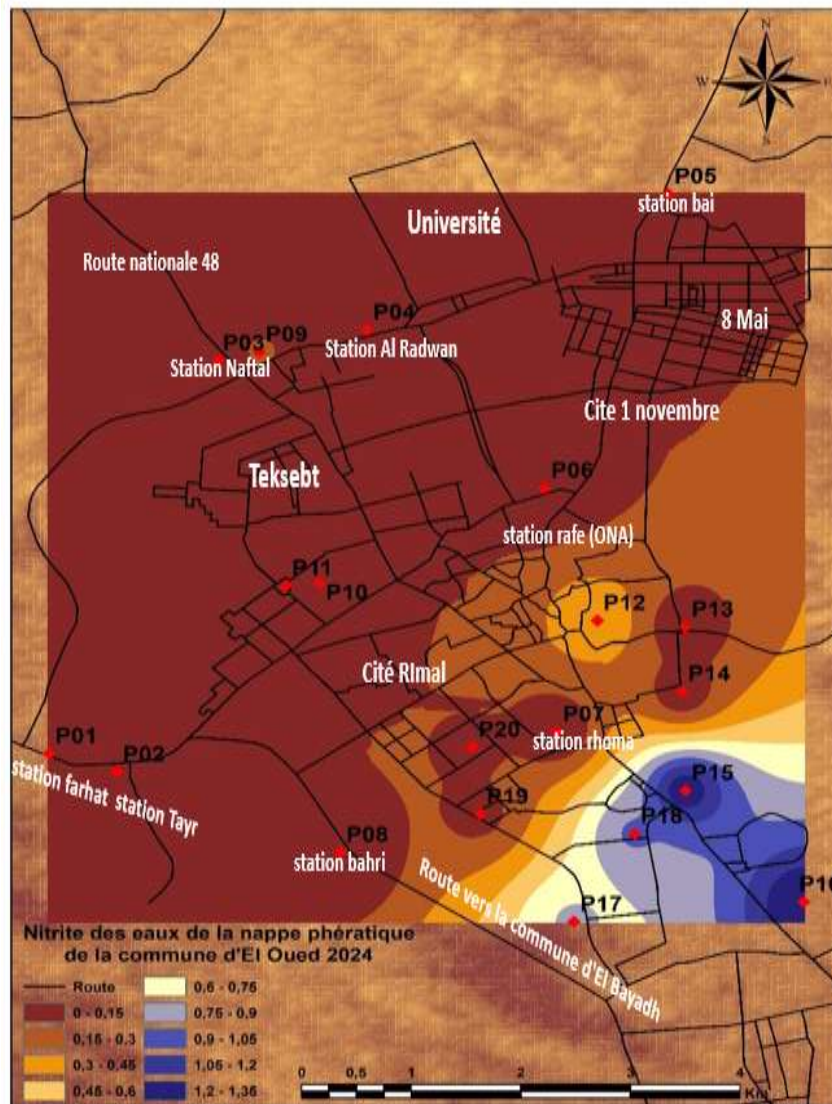 N
W
S
P05
station bai
Université
Route nationale 48
8 Mai
P04
P03
P09
Station Al Radwan
Station Naftal
Cite 1 novembre
Teksebt
P06
station rafe (ONA)
P11
P10
P12
P13
Cité RImal
P14
P07
P20
station rhoma
P01
P02
station farhat
station Tayr
P15
P19
P18
P08
station bahri
P16
P17
Route vers la commune d'El Bayadh
Nitrite des eaux de la nappe phératique
de la commune d'El Oued 2024
Route
0,6 - 0,75
0 - 0,15
0,75 - 0,9
0,15 - 0,3
0,9 - 1,05
0,3 - 0,45
1,05 - 1,2
0,45 - 0,6
1,2 - 1,35
0 0,5 1 2 3 4
Km